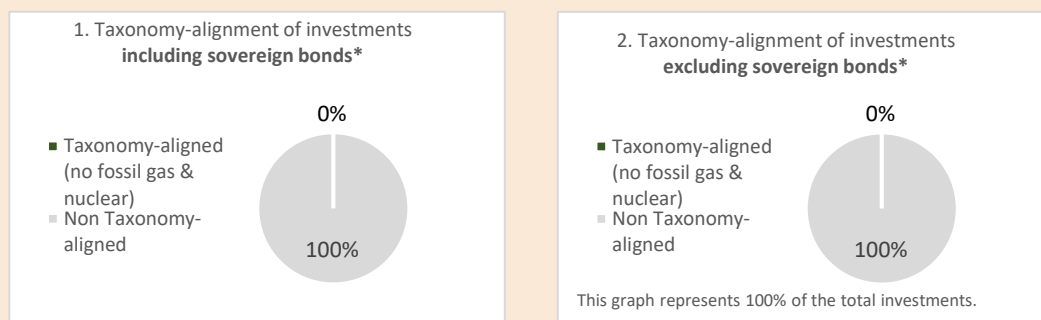 1. Taxonomy-alignment of investments
including sovereign bonds*
0%
Taxonomy-aligned
(no fossil gas &
nuclear)
Non Taxonomy-
aligned
100%
2. Taxonomy-alignment of investments
excluding sovereign bonds*
0%
Taxonomy-aligned
(no fossil gas &
nuclear)
Non Taxonomy-
aligned
100%
This graph represents 100% of the total investments.